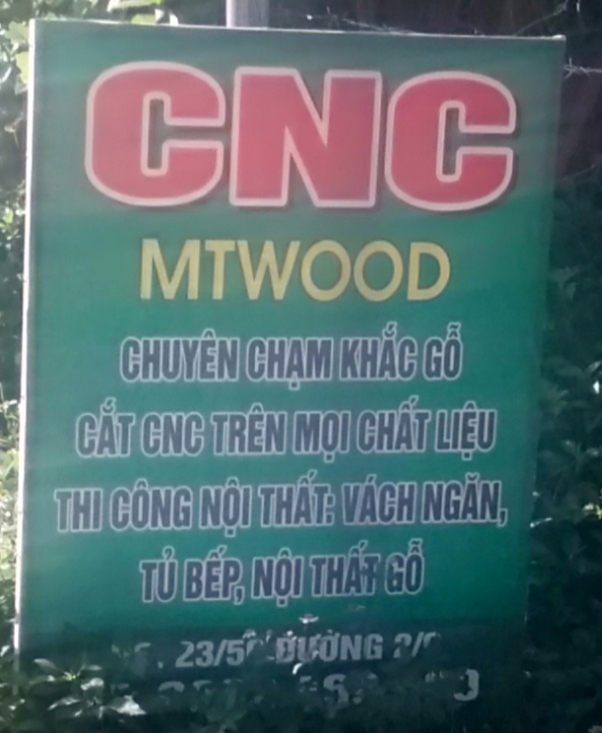 CNC
MTWOOD
CHUYÊN CHẠM KHẮC GỖ
CẮT CNC TRÊN MỌI CHẤT LIỆU
THI CÔNG NỘI THẤT: VÁCH NGĂN,
TỦ BẾP, NỘI THẤT GỖ
ĐƯỜNG